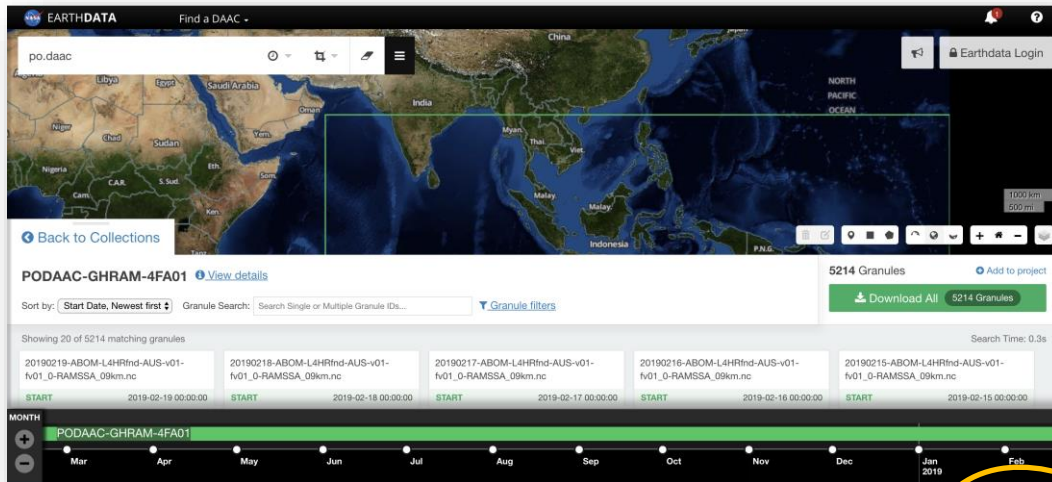 EARTHDATA Find a DAAC
po.daac
Earthdata Login
China
Japan
Libya
Egypt
Saudi Arabia
Oman
India
Myan.
Thai.
Viet.
NORTH
PACIFIC
OCEAN
Niger
Chad
Sudan
Yem.
Nigeria
C.A.R.
S. Sud.
Eth.
Som.
Cam.
Ken.
Malay.
Malay.
Indonesia
P.N.G.
Tanz.
1000 km
500 mi
Back to Collections
PODAAC-GHRAM-4FA01 View details
5214 Granules Add to project
Sort by: Start Date, Newest first Granule Search: Search Single or Multiple Granule IDs... Granule filters
Download All 5214 Granules
Showing 20 of 5214 matching granules Search Time: 0.3s
20190219-ABOM-L4HRfnd-AUS-v01-
fv01_0-RAMSSA_09km.nc
START 2019-02-19 00:00:00
20190218-ABOM-L4HRfnd-AUS-v01-
fv01_0-RAMSSA_09km.nc
START 2019-02-18 00:00:00
20190217-ABOM-L4HRfnd-AUS-v01-
fv01_0-RAMSSA_09km.nc
START 2019-02-17 00:00:00
20190216-ABOM-L4HRfnd-AUS-v01-
fv01_0-RAMSSA_09km.nc
START 2019-02-16 00:00:00
20190215-ABOM-L4HRfnd-AUS-v01-
fv01_0-RAMSSA_09km.nc
START 2019-02-15 00:00:00
MONTH
PODAAC-GHRAM-4FA01
Mar Apr May Jun Jul Aug Sep Oct Nov Dec Jan Feb
2019